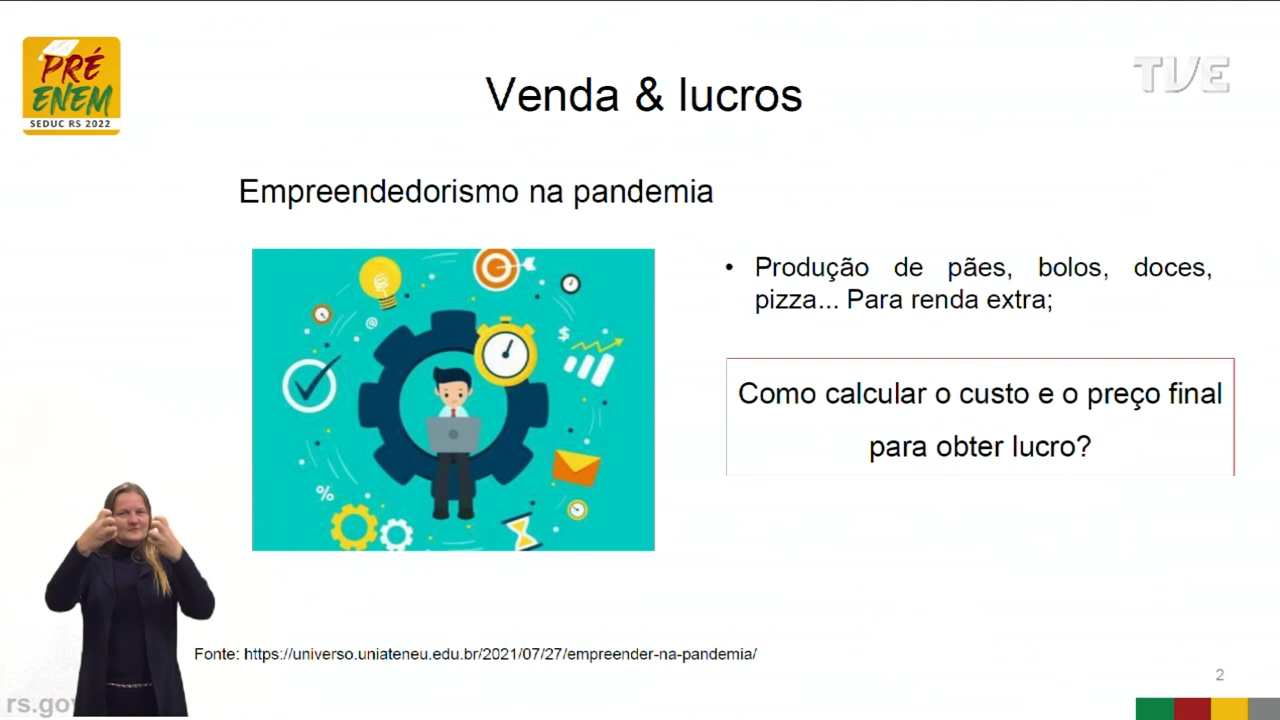 PRÉ
ENEM
SEDUC RS 2022
TVE
Venda & lucros
Empreendedorismo na pandemia
• Produção de pães, bolos, doces,
pizza... Para renda extra;
Como calcular o custo e o preço final
para obter lucro?
@
$
%
Fonte: https://universo.uniateneu.edu.br/2021/07/27/empreender-na-pandemia/
2
rs.gov